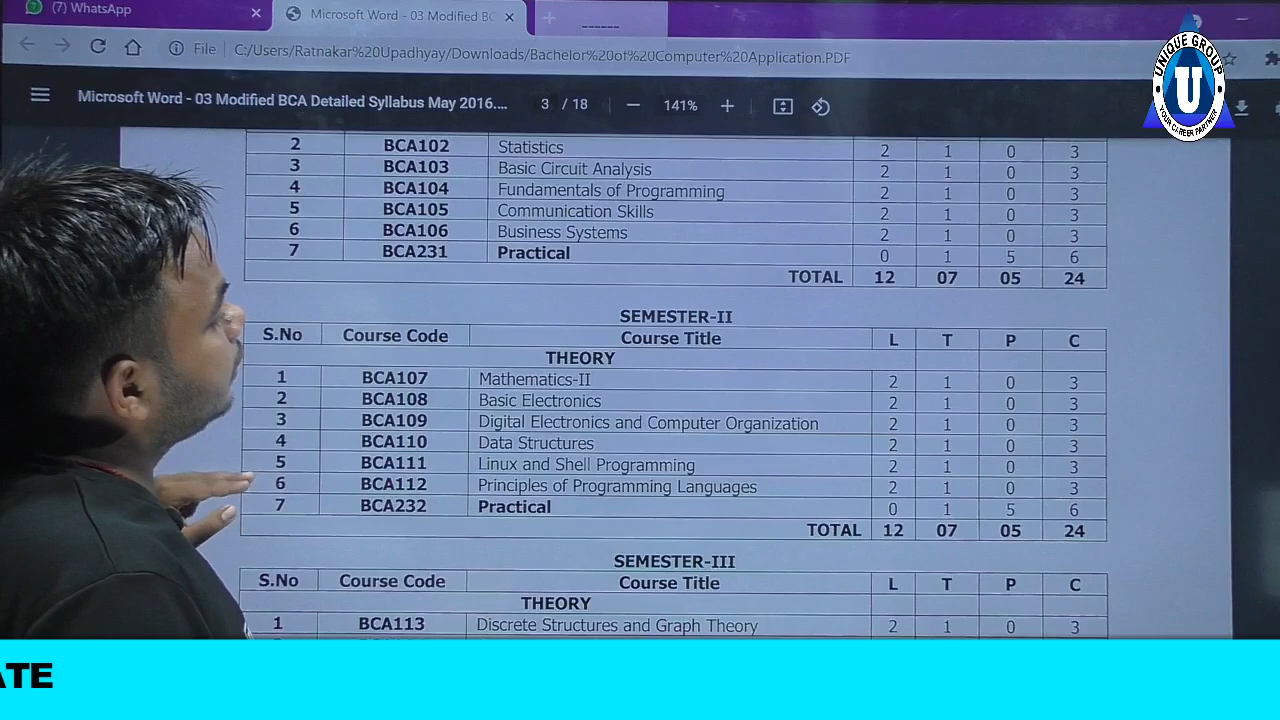 (7) WhatsApp
Microsoft Word - 03 Modified BC
File
C:/Users/Ratnakar%20Upadhyay/Downloads/Bachelor%20of%20Computer%20Application.PDF
Microsoft Word - 03 Modified BCA Detailed Syllabus May 2016....
3 / 18
141%
UNIQUE GROUP
U
YOUR CAREER PARTNER
2 BCA102 Statistics 2 1 0 3
3 BCA103 Basic Circuit Analysis 2 1 0 3
4 BCA104 Fundamentals of Programming 2 1 0 3
5 BCA105 Communication Skills 2 1 0 3
6 BCA106 Business Systems 2 1 0 3
7 BCA231 Practical 0 1 5 6
TOTAL 12 07 05 24
SEMESTER-II
S.No Course Code Course Title L T P C
THEORY
1 BCA107 Mathematics-II 2 1 0 3
2 BCA108 Basic Electronics 2 1 0 3
3 BCA109 Digital Electronics and Computer Organization 2 1 0 3
4 BCA110 Data Structures 2 1 0 3
5 BCA111 Linux and Shell Programming 2 1 0 3
6 BCA112 Principles of Programming Languages 2 1 0 3
7 BCA232 Practical 0 1 5 6
TOTAL 12 07 05 24
SEMESTER-III
S.No Course Code Course Title L T P C
THEORY
1 BCA113 Discrete Structures and Graph Theory 2 1 0 3
ATE